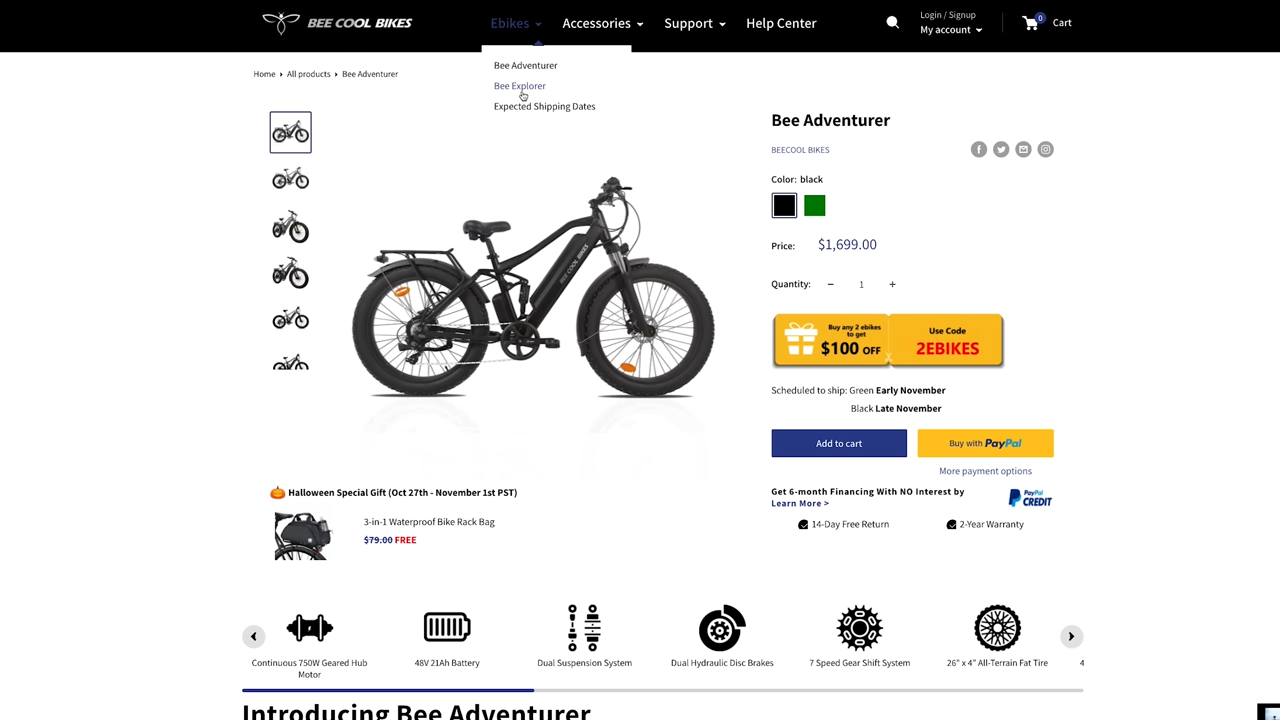 BEE COOL BIKES
Ebikes
Accessories
Support
Help Center
Login / Signup
My account
0
Cart
Bee Adventurer
Bee Explorer
Expected Shipping Dates
Home
All products
Bee Adventurer
Bee Adventurer
BEECOOL BIKES
Color: black
Price: $1,699.00
Quantity: − 1 +
Buy any 2 ebikes
to get
$100 OFF
Use Code
2EBIKES
Scheduled to ship: Green Early November
Black Late November
Add to cart
Buy with PayPal
More payment options
Get 6-month Financing With NO Interest by
Learn More >
PayPal
CREDIT
14-Day Free Return
2-Year Warranty
BEE COOL BIKES
Halloween Special Gift (Oct 27th - November 1st PST)
3-in-1 Waterproof Bike Rack Bag
$79.00 FREE
Continuous 750W Geared Hub
Motor
48V 21Ah Battery
Dual Suspension System
Dual Hydraulic Disc Brakes
7 Speed Gear Shift System
26" x 4" All-Terrain Fat Tire
4
Introducing Bee Adventurer